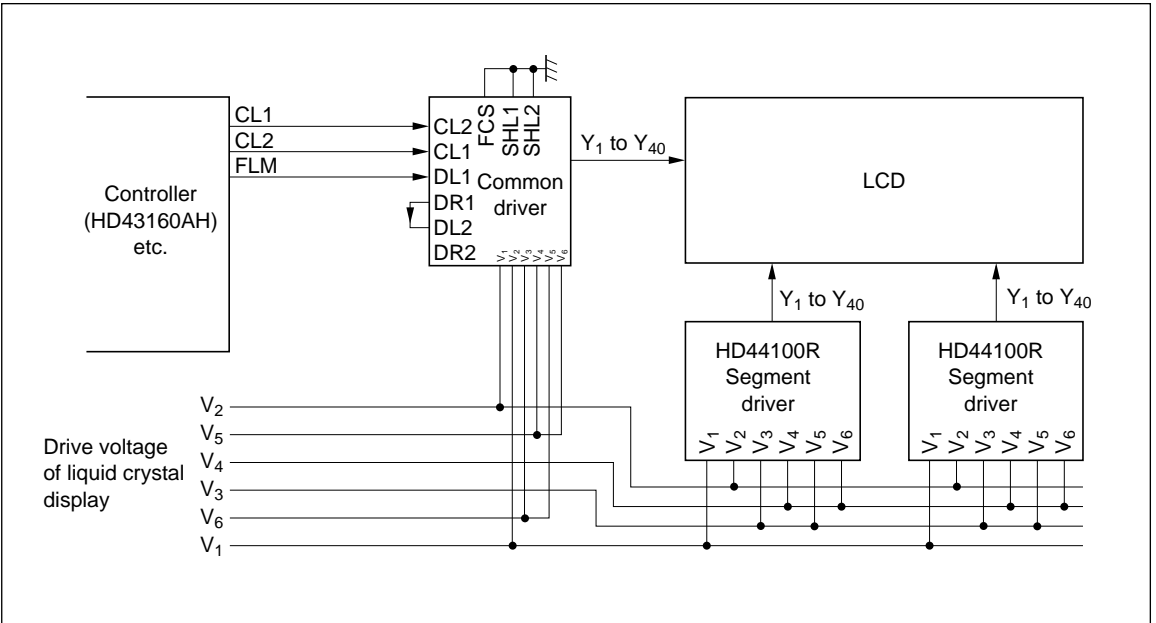 CL1
CL2
FLM
Controller
(HD43160AH)
etc.
FCS
SHL1
SHL2
CL2
CL1
DL1
DR1
DL2
DR2
Common
driver
V1 V2 V3 V4 V5 V6
Y1 to Y40
LCD
Y1 to Y40
Y1 to Y40
HD44100R
Segment
driver
V1 V2 V3 V4 V5 V6
HD44100R
Segment
driver
V1 V2 V3 V4 V5 V6
Drive voltage
of liquid crystal
display
V2
V5
V4
V3
V6
V1